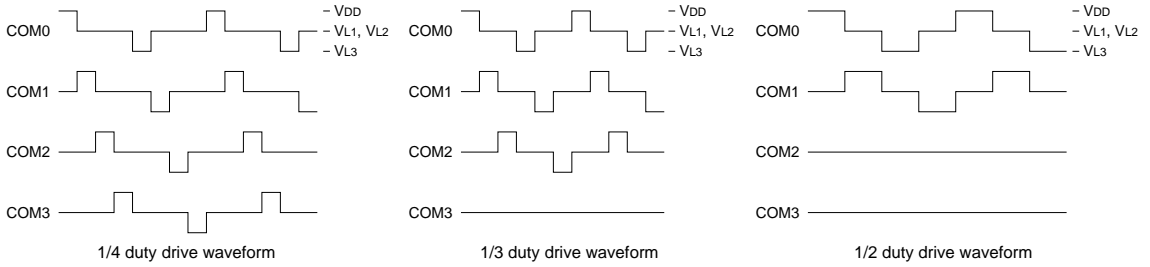 COM0
VDD
VL1, VL2
VL3
COM1
COM2
COM3
1/4 duty drive waveform
COM0
VDD
VL1, VL2
VL3
COM1
COM2
COM3
1/3 duty drive waveform
COM0
VDD
VL1, VL2
VL3
COM1
COM2
COM3
1/2 duty drive waveform